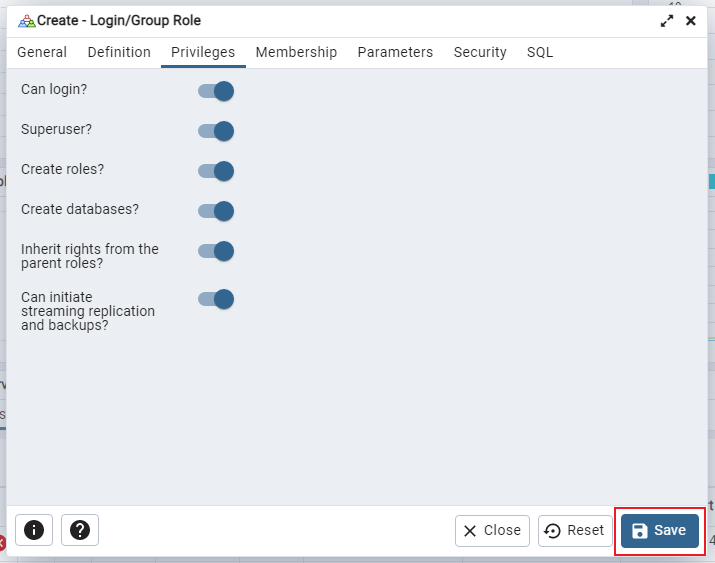 Create - Login/Group Role
General Definition Privileges Membership Parameters Security SQL
Can login?
Superuser?
Create roles?
Create databases?
Inherit rights from the
parent roles?
Can initiate
streaming replication
and backups?
Close Reset Save